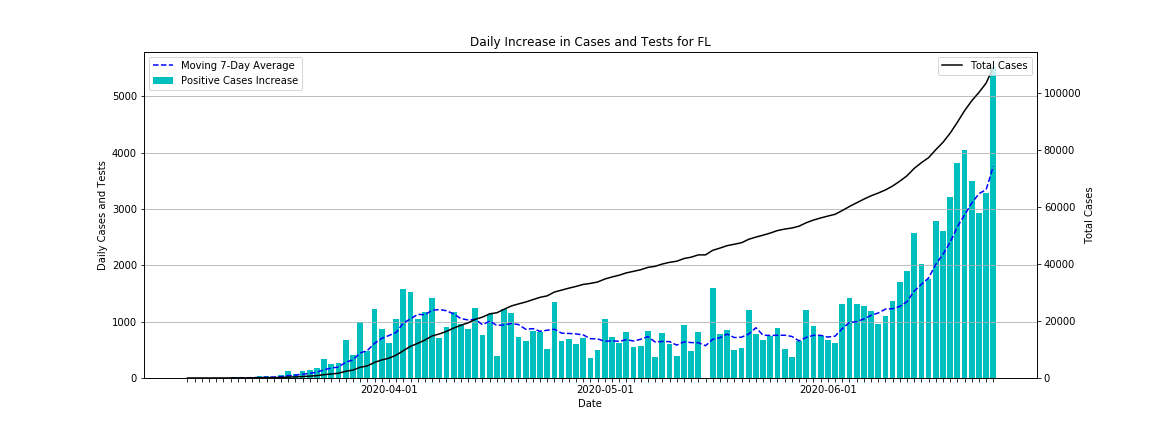 Daily Increase in Cases and Tests for FL
Moving 7-Day Average
Positive Cases Increase
Total Cases
5000
4000
3000
2000
1000
0
100000
80000
60000
40000
20000
0
Daily Cases and Tests
Total Cases
2020-04-01
2020-05-01
2020-06-01
Date